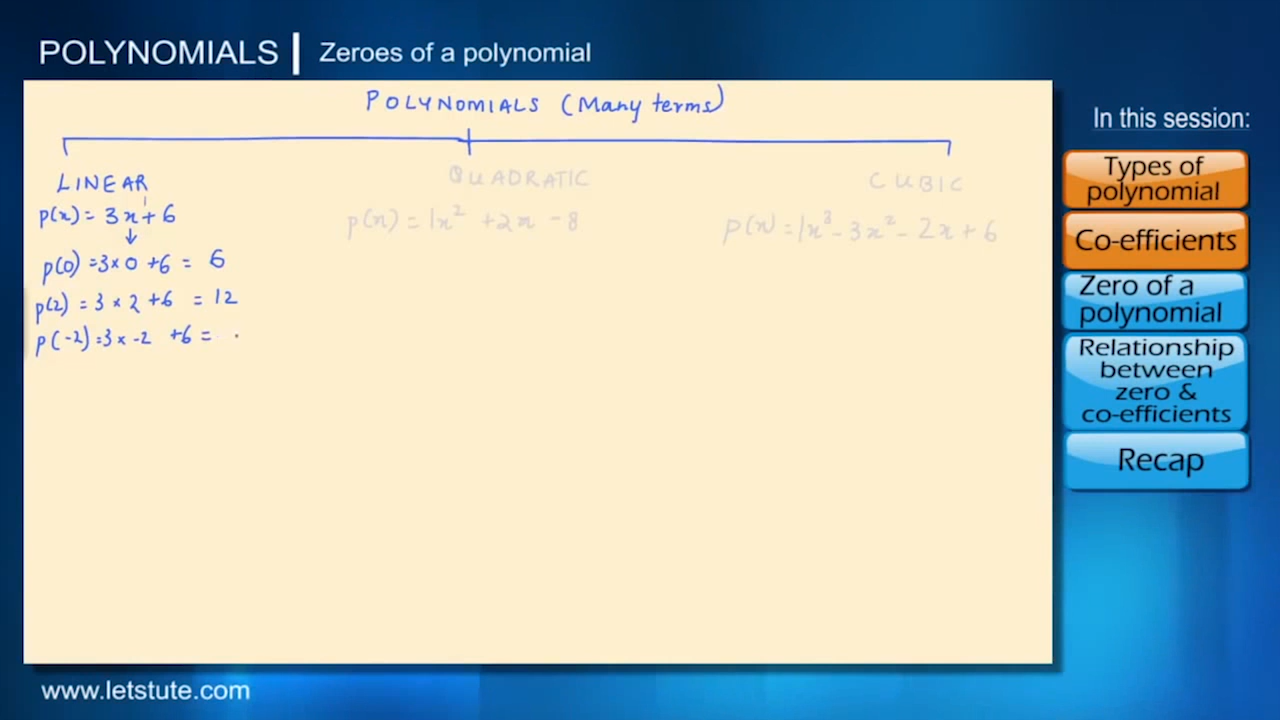 POLYNOMIALS | Zeroes of a polynomial
POLYNOMIALS (Many terms)
LINEAR
p(x) = 3x + 6
p(0) = 3 × 0 + 6 = 6
p(2) = 3 × 2 + 6 = 12
p(-2) = 3 × -2 + 6 =
QUADRATIC
p(x) = 1x² + 2x - 8
CUBIC
p(x) = 1x³ - 3x² - 2x + 6
In this session:
Types of
polynomial
Co-efficients
Zero of a
polynomial
Relationship
between
zero &
co-efficients
Recap
www.letstute.com